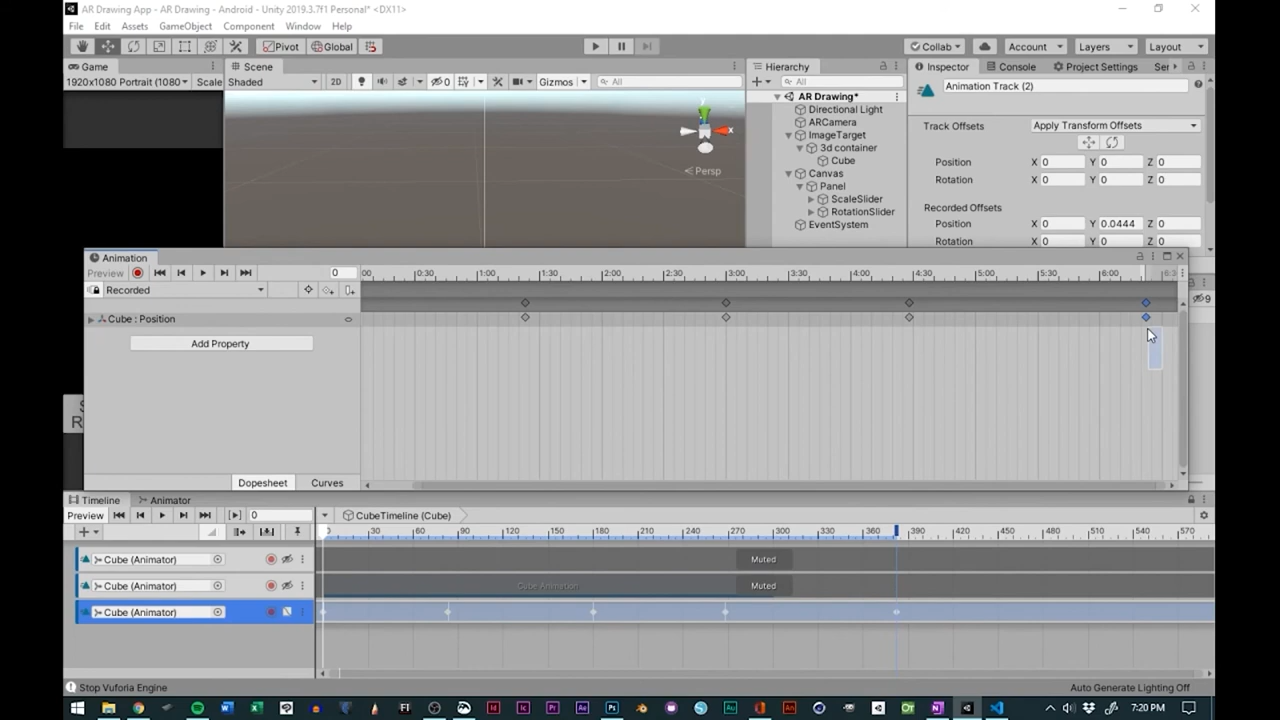 AR Drawing App - AR Drawing - Android - Unity 2019.3.7f1 Personal* <DX11>
File Edit Assets GameObject Component Window Help
Pivot Global Collab Account Layers Layout
Game Scene Hierarchy Inspector Console Project Settings Ser
1920x1080 Portrait (1080 Scale Shaded 2D 0 Gizmos All All
Animation Track (2)
AR Drawing*
Directional Light
ARCamera
ImageTarget
3d container
Cube
Canvas
Panel
ScaleSlider
RotationSlider
EventSystem
y
x
Persp
Track Offsets Apply Transform Offsets
Position X 0 Y 0 Z 0
Rotation X 0 Y 0 Z 0
Recorded Offsets
Position X 0 Y 0.0444 Z 0
Rotation X 0 Y 0 Z 0
Animation
Preview 0 :00 0:30 1:00 1:30 2:00 2:30 3:00 3:30 4:00 4:30 5:00 5:30 6:00 6:3
Recorded
9
Cube : Position
Add Property
Dopesheet Curves
S
R
Timeline Animator
Preview 0 CubeTimeline (Cube)
0 30 60 90 120 150 180 210 240 270 300 330 360 390 420 450 480 510 540 570
Cube (Animator) Muted
Cube (Animator) Cube Animation Muted
Cube (Animator)
Stop Vuforia Engine Auto Generate Lighting Off
7:20 PM